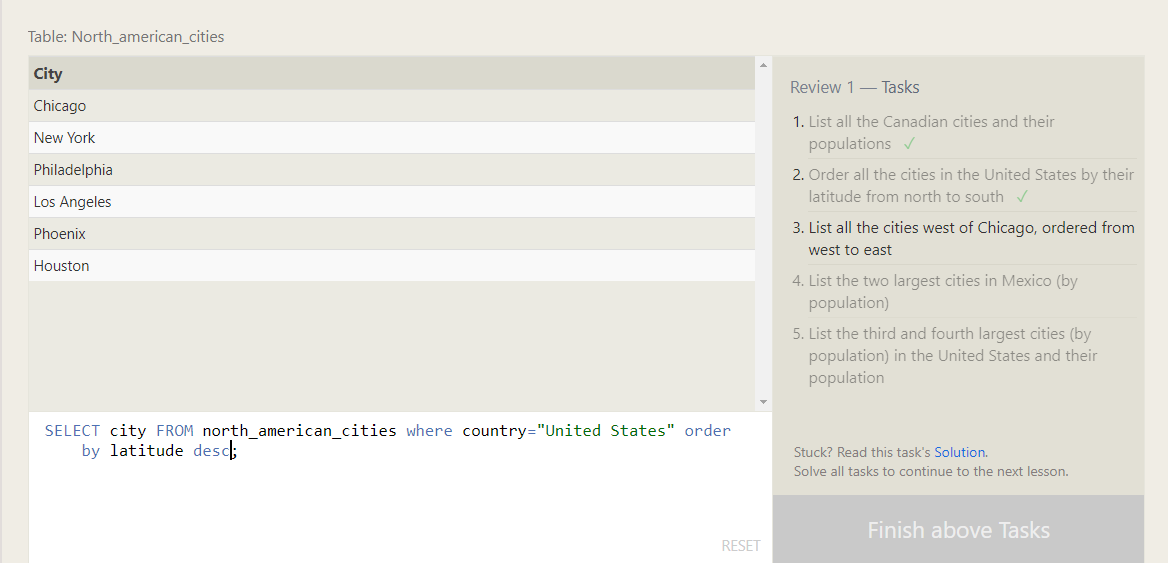 Table: North_american_cities
City
Chicago
New York
Philadelphia
Los Angeles
Phoenix
Houston
SELECT city FROM north_american_cities where country="United States" order
by latitude desc;
RESET
Review 1 — Tasks
1. List all the Canadian cities and their
populations ✓
2. Order all the cities in the United States by their
latitude from north to south ✓
3. List all the cities west of Chicago, ordered from
west to east
4. List the two largest cities in Mexico (by
population)
5. List the third and fourth largest cities (by
population) in the United States and their
population
Stuck? Read this task's Solution.
Solve all tasks to continue to the next lesson.
Finish above Tasks